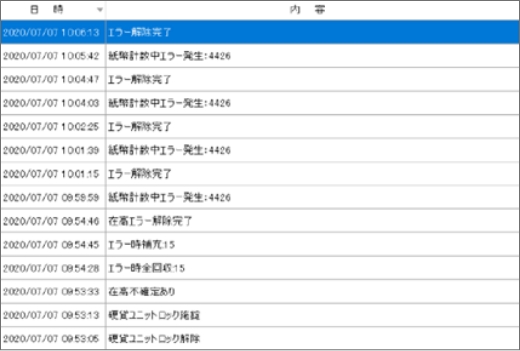 日 時 内 容
2020/07/07 10:06:13 エラー解除完了
2020/07/07 10:05:42 紙幣計数中エラー発生:4426
2020/07/07 10:04:47 エラー解除完了
2020/07/07 10:04:03 紙幣計数中エラー発生:4426
2020/07/07 10:02:25 エラー解除完了
2020/07/07 10:01:39 紙幣計数中エラー発生:4426
2020/07/07 10:01:15 エラー解除完了
2020/07/07 09:59:59 紙幣計数中エラー発生:4426
2020/07/07 09:54:46 在高エラー解除完了
2020/07/07 09:54:45 エラー時補充:15
2020/07/07 09:54:28 エラー時全回収:15
2020/07/07 09:53:33 在高不確定あり
2020/07/07 09:53:13 硬貨ユニットロック施錠
2020/07/07 09:53:05 硬貨ユニットロック解除